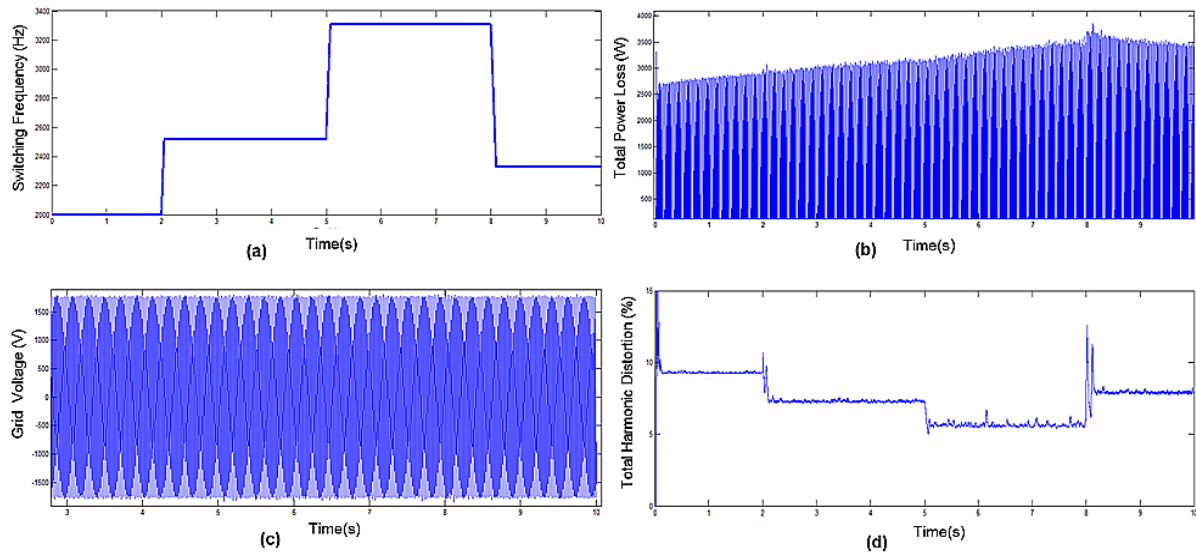 Switching Frequency (Hz)
3400
3200
3000
2800
2600
2400
2200
2000
0 1 2 3 4 5 6 7 8 9 10
Time(s)
(a)
Total Power Loss (W)
4000
3500
3000
2500
2000
1500
1000
500
0 1 2 3 4 5 6 7 8 9
Time(s)
(b)
Grid Voltage (V)
1500
1000
500
0
-500
-1000
-1500
3 4 5 6 7 8 9 10
Time(s)
(c)
Total Harmonic Distortion (%)
15
10
5
0
0 1 2 3 4 5 6 7 8 9 10
Time(s)
(d)